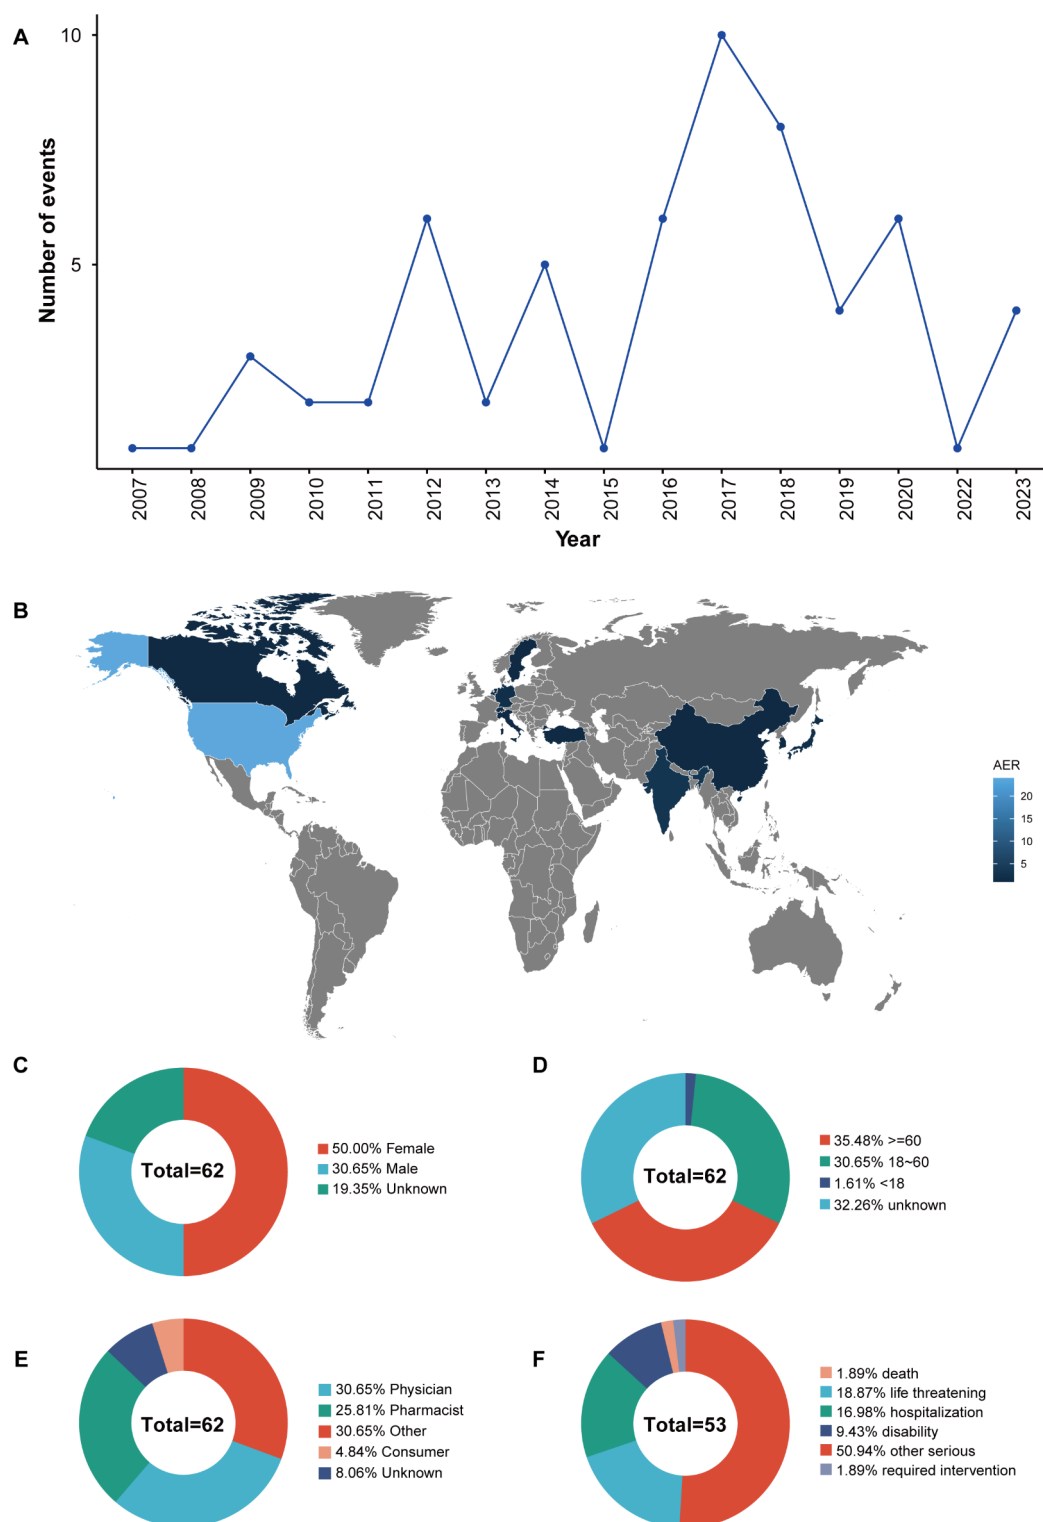 A
10
5
Number of events
2007
2008
2009
2010
2011
2012
2013
2014
2015
2016
2017
2018
2019
2020
2022
2023
Year
B
AER
20
15
10
5
C
Total=62
50.00% Female
30.65% Male
19.35% Unknown
D
Total=62
35.48% >=60
30.65% 18~60
1.61% <18
32.26% unknown
E
Total=62
30.65% Physician
25.81% Pharmacist
30.65% Other
4.84% Consumer
8.06% Unknown
F
Total=53
1.89% death
18.87% life threatening
16.98% hospitalization
9.43% disability
50.94% other serious
1.89% required intervention